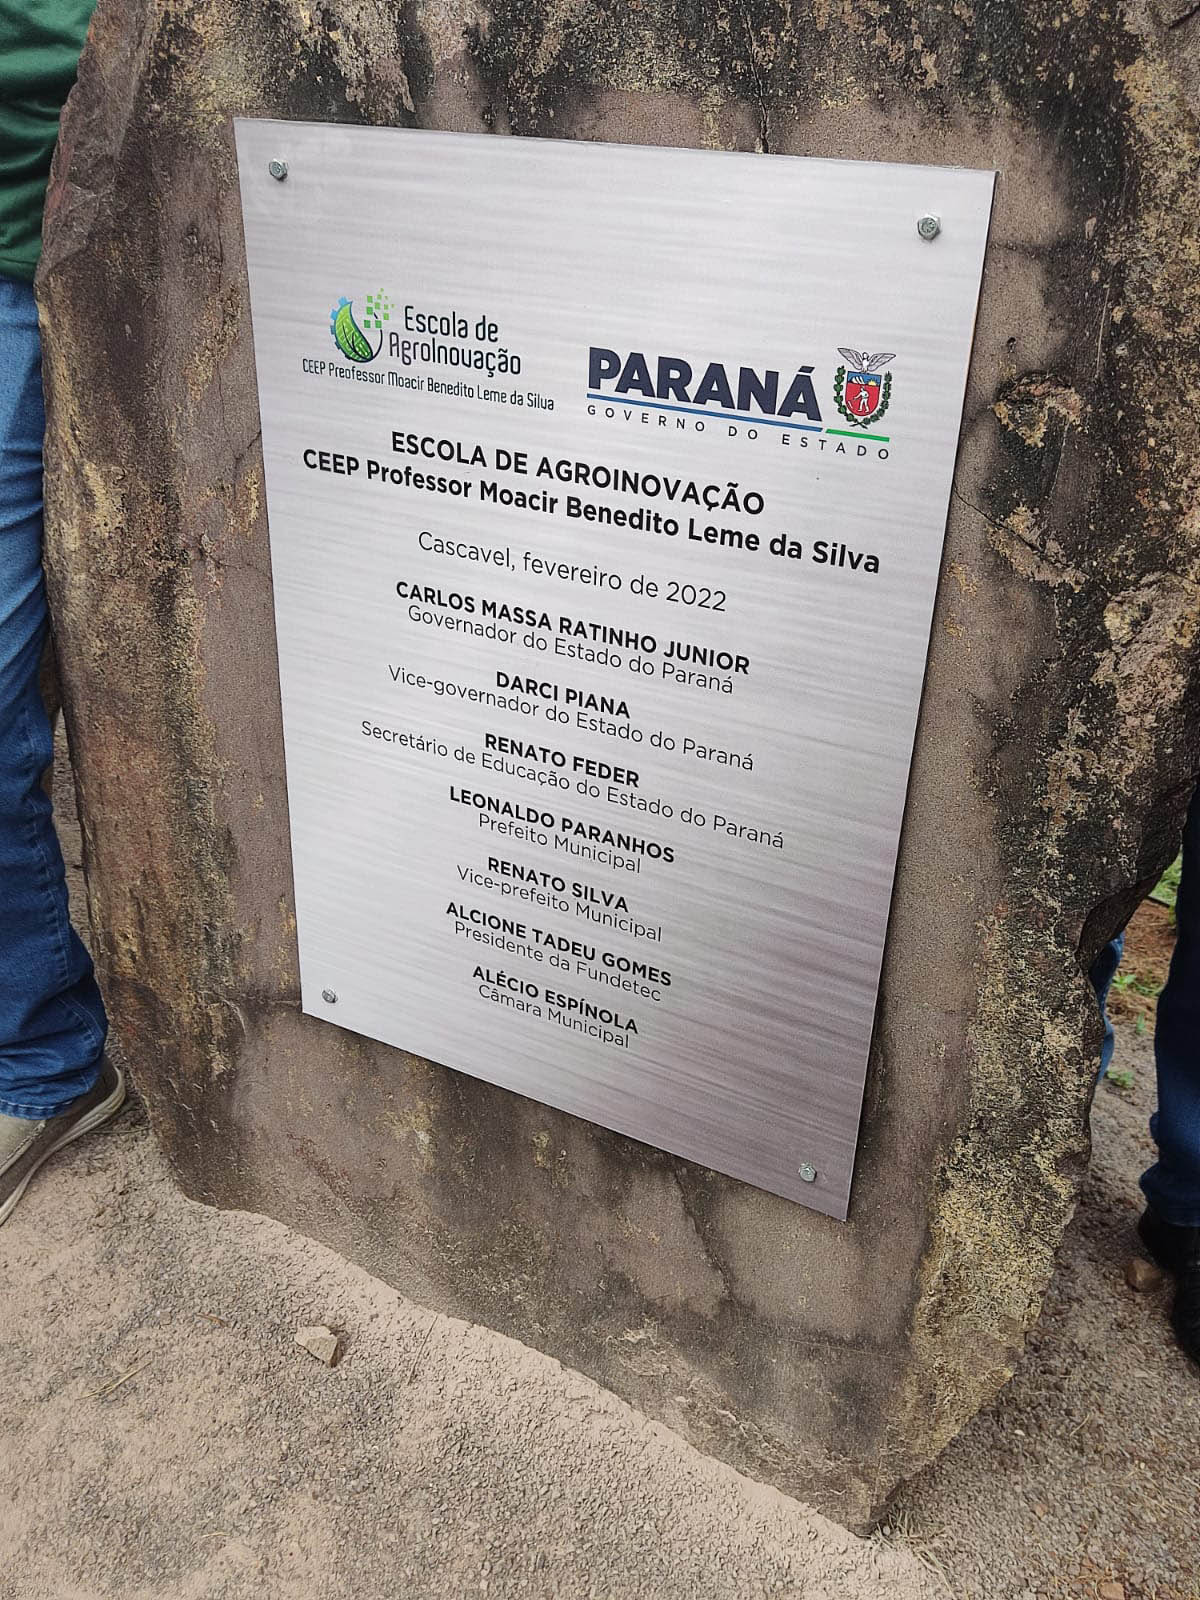 Escola de
AgroInovação
CEEP Preofessor Moacir Benedito Leme da Silva
PARANÁ
GOVERNO DO ESTADO
ESCOLA DE AGROINOVAÇÃO
CEEP Professor Moacir Benedito Leme da Silva
Cascavel, fevereiro de 2022
CARLOS MASSA RATINHO JUNIOR
Governador do Estado do Paraná
DARCI PIANA
Vice-governador do Estado do Paraná
RENATO FEDER
Secretário de Educação do Estado do Paraná
LEONALDO PARANHOS
Prefeito Municipal
RENATO SILVA
Vice-prefeito Municipal
ALCIONE TADEU GOMES
Presidente da Fundetec
ALÉCIO ESPÍNOLA
Câmara Municipal